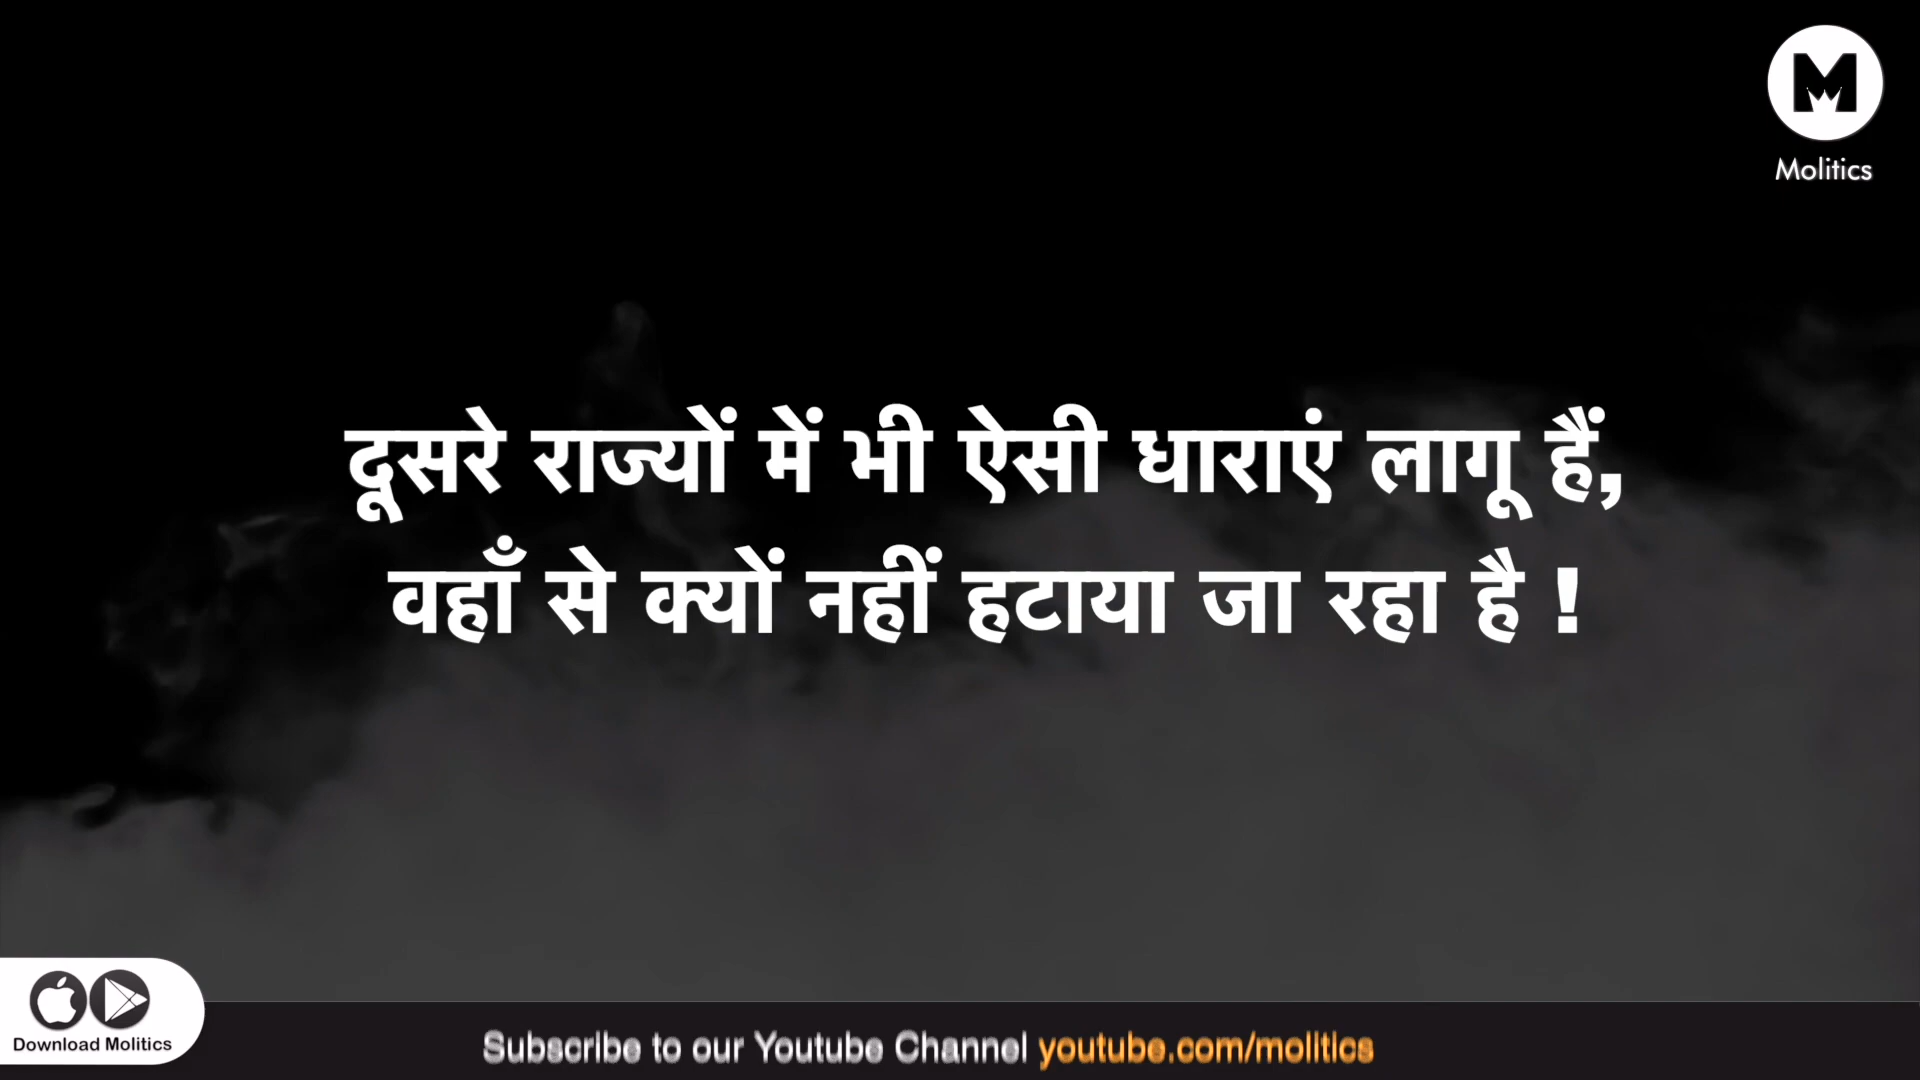 Molitics
दूसरे राज्यों में भी ऐसी धाराएं लागू हैं,
वहाँ से क्यों नहीं हटाया जा रहा है !
Download Molitics
Subscribe to our Youtube Channel youtube.com/molitics